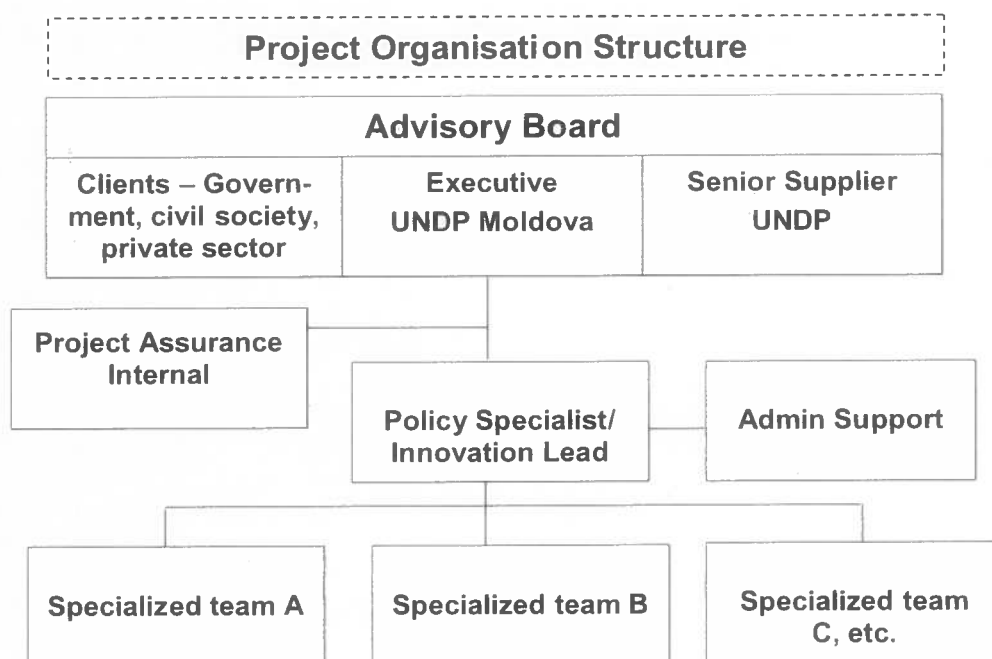 Project Organisation Structure
Advisory Board
Clients – Govern-
ment, civil society,
private sector
Executive
UNDP Moldova
Senior Supplier
UNDP
Project Assurance
Internal
Policy Specialist/
Innovation Lead
Admin Support
Specialized team A
Specialized team B
Specialized team
C, etc.